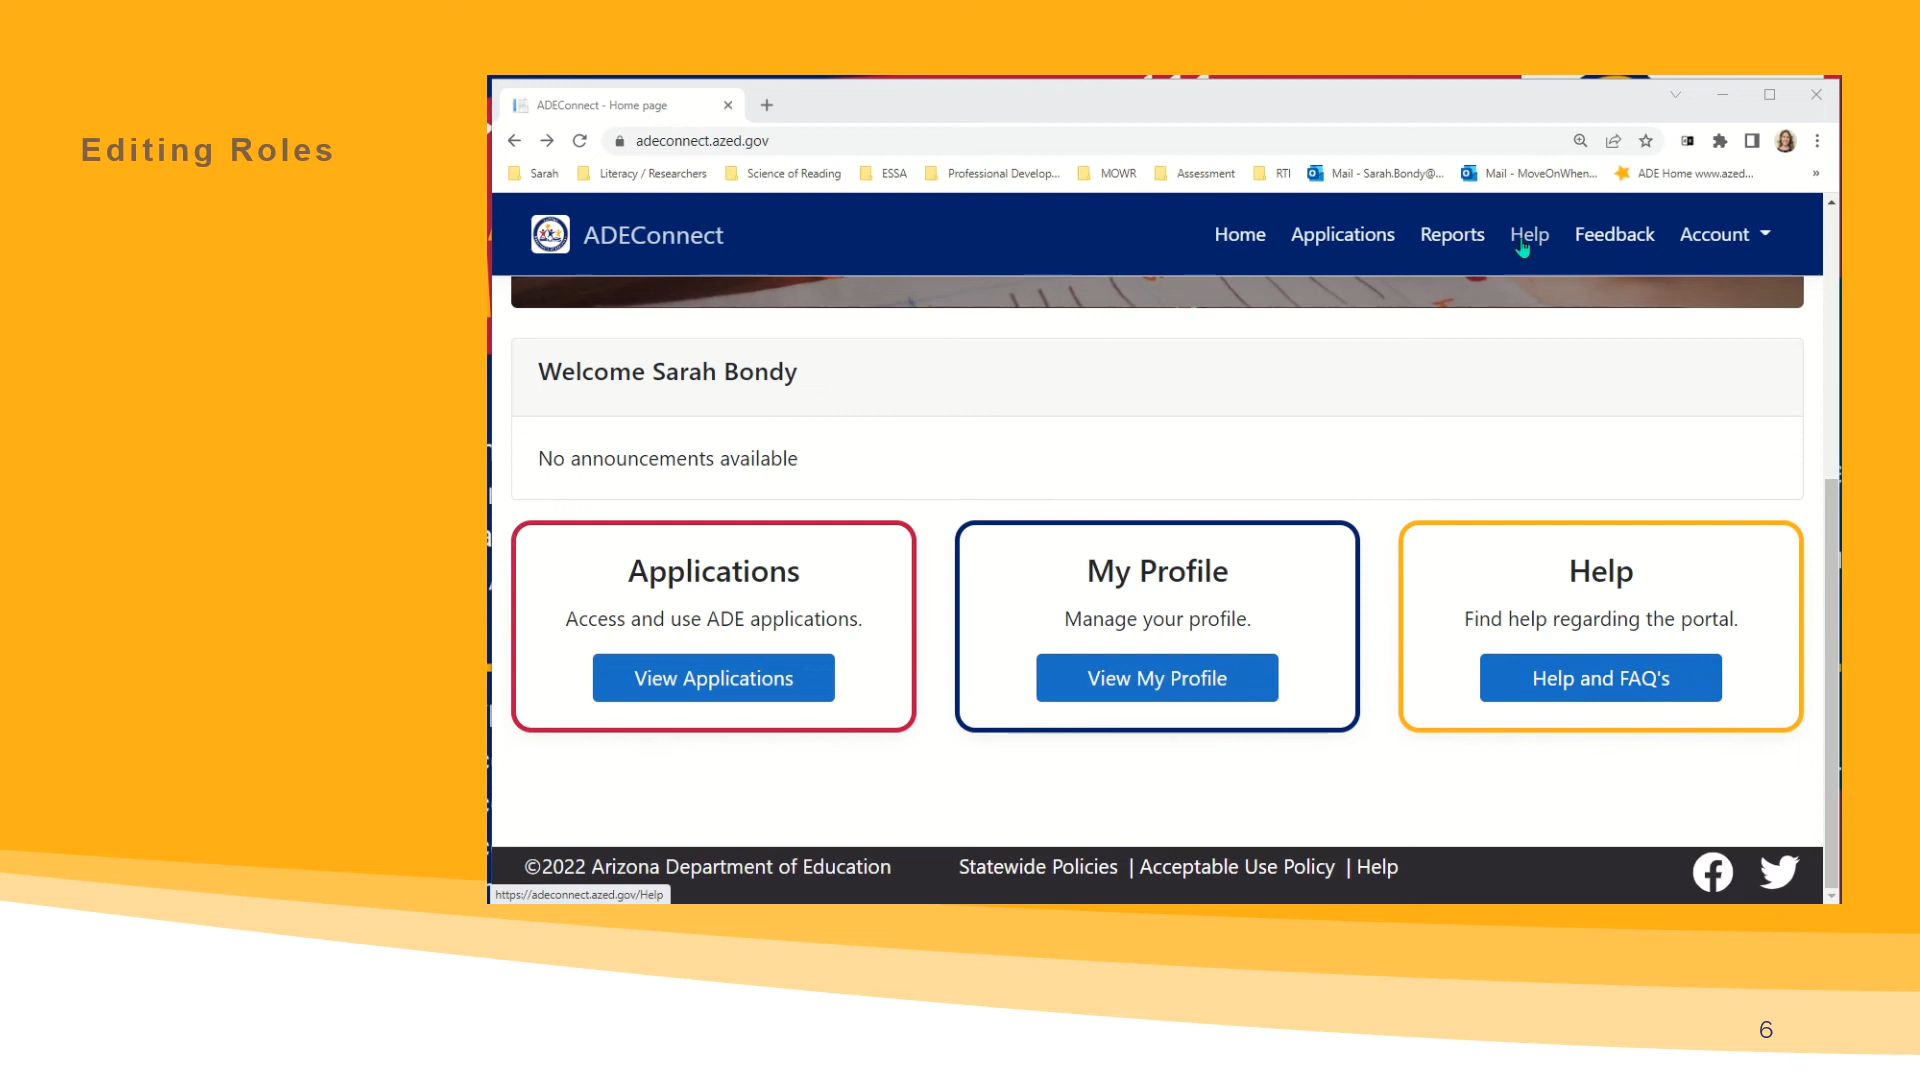 Editing Roles
ADEConnect - Home page
adeconnect.azed.gov
Sarah Literacy / Researchers Science of Reading ESSA Professional Develop... MOWR Assessment RTI Mail - Sarah.Bondy@... Mail - MoveOnWhen... ADE Home www.azed... »
ADEConnect Home Applications Reports Help Feedback Account
Welcome Sarah Bondy
No announcements available
Applications
Access and use ADE applications.
View Applications
My Profile
Manage your profile.
View My Profile
Help
Find help regarding the portal.
Help and FAQ's
©2022 Arizona Department of Education Statewide Policies | Acceptable Use Policy | Help
https://adeconnect.azed.gov/Help
6